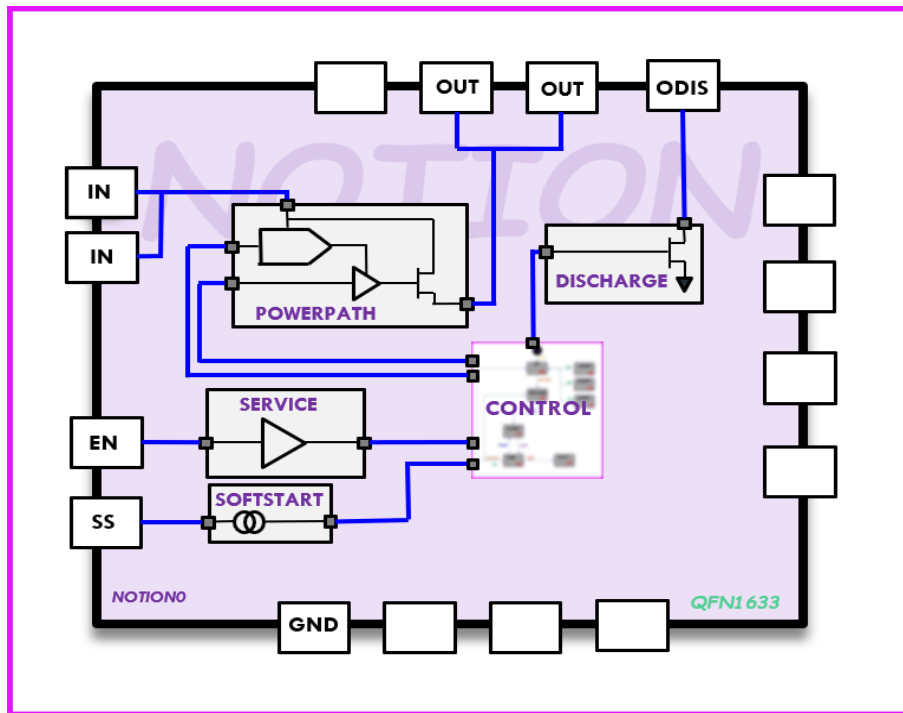 OUT
OUT
ODIS
NOTION
IN
IN
POWERPATH
DISCHARGE
CONTROL
SERVICE
EN
SOFTSTART
SS
NOTION0
QFN1633
GND